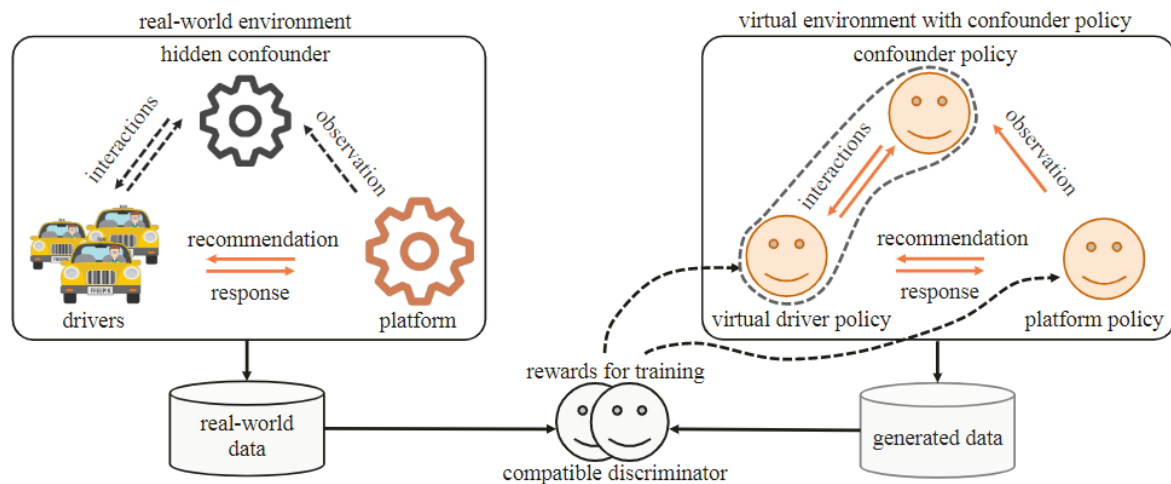 real-world environment
hidden confounder
interactions
observation
recommendation
response
FREEPIK
drivers
platform
virtual environment with confounder policy
confounder policy
interactions
observation
recommendation
response
virtual driver policy
platform policy
rewards for training
real-world
data
compatible discriminator
generated data